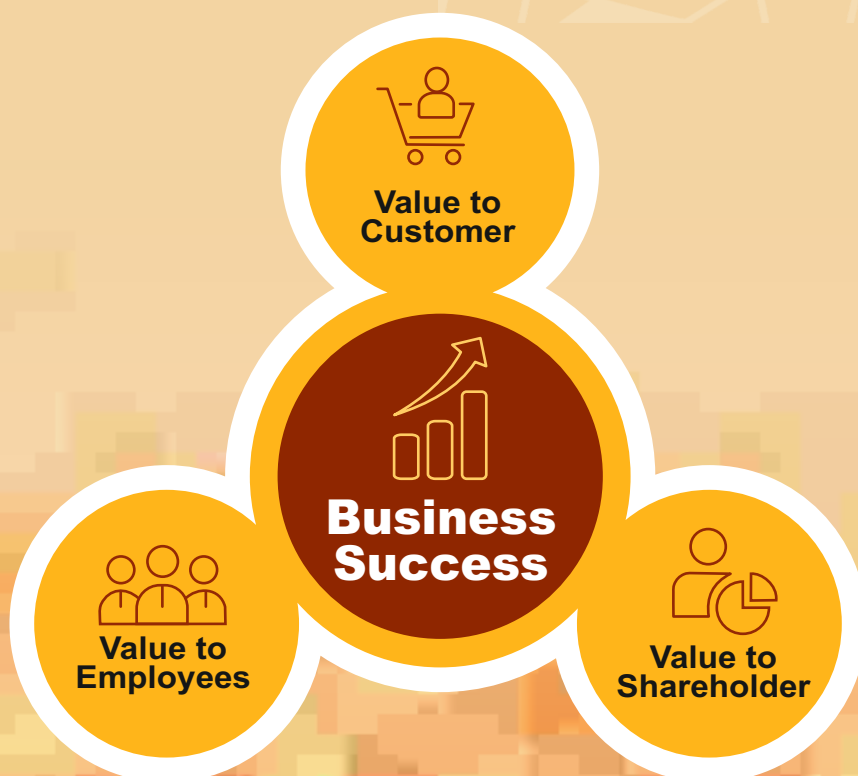 Value to
Customer
Business
Success
Value to
Employees
Value to
Shareholder